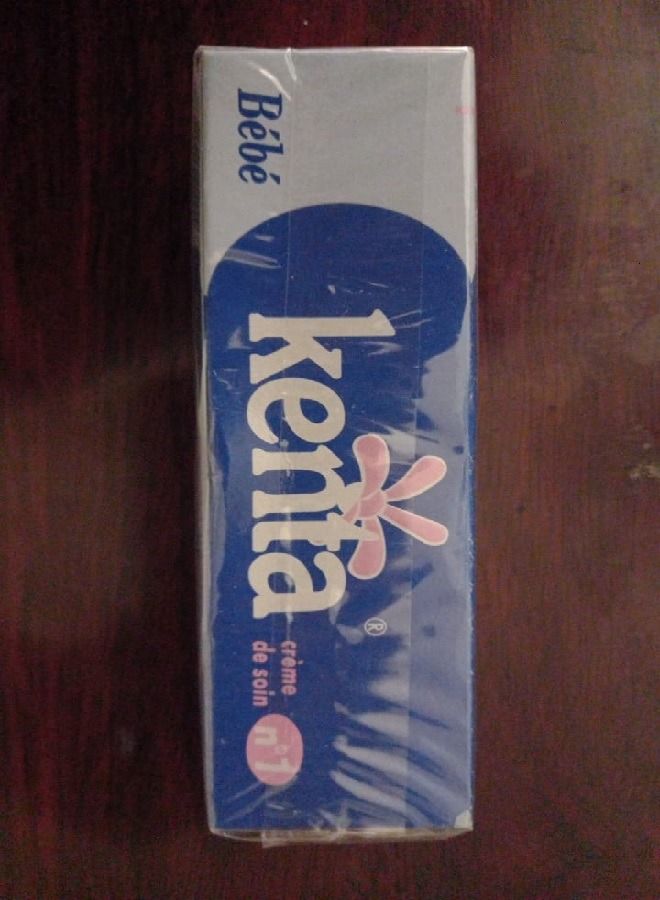 Bébé
kenta
®
crème
de soin
n°1